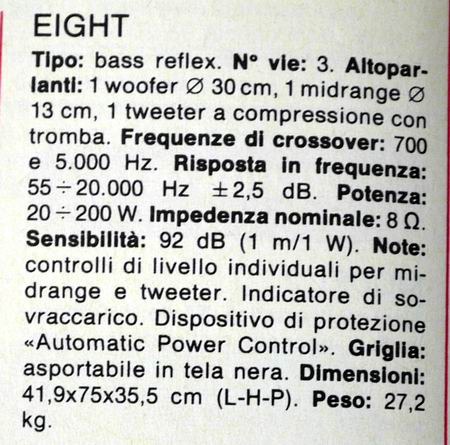 EIGHT
Tipo: bass reflex. N° vie: 3. Altopar-
lanti: 1 woofer Ø 30 cm, 1 midrange Ø
13 cm, 1 tweeter a compressione con
tromba. Frequenze di crossover: 700
e 5.000 Hz. Risposta in frequenza:
55÷20.000 Hz ±2,5 dB. Potenza:
20÷200 W. Impedenza nominale: 8 Ω.
Sensibilità: 92 dB (1 m/1 W). Note:
controlli di livello individuali per mi-
drange e tweeter. Indicatore di so-
vraccarico. Dispositivo di protezione
«Automatic Power Control». Griglia:
asportabile in tela nera. Dimensioni:
41,9x75x35,5 cm (L-H-P). Peso: 27,2
kg.